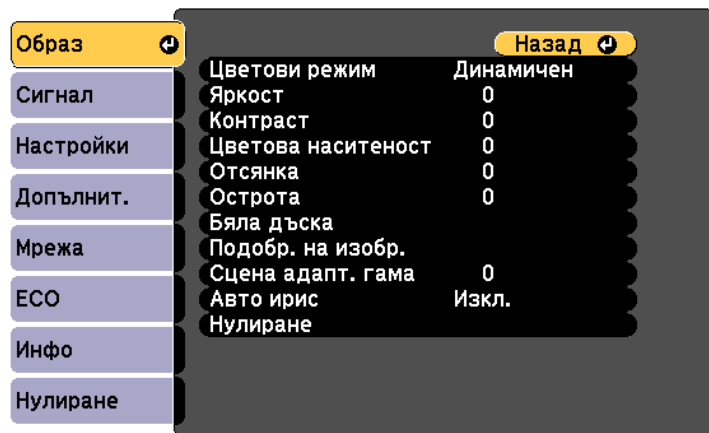 Образ
Сигнал
Настройки
Допълнит.
Мрежа
ECO
Инфо
Нулиране
Назад
Цветови режим Динамичен
Яркост 0
Контраст 0
Цветова наситеност 0
Отсянка 0
Острота 0
Бяла дъска
Подобр. на изобр.
Сцена адапт. гама 0
Авто ирис Изкл.
Нулиране